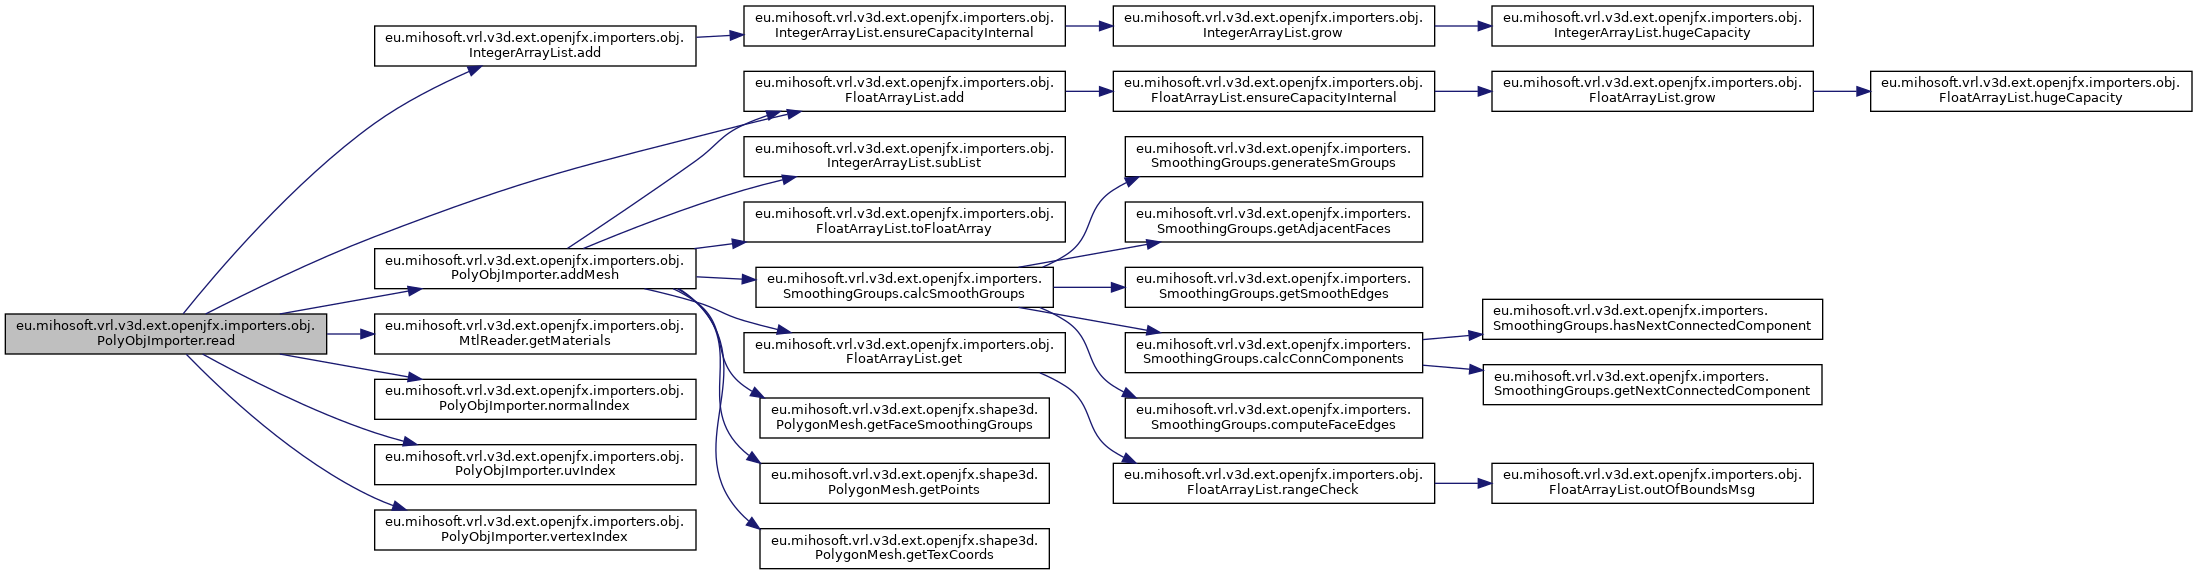 eu.mihosoft.vrl.v3d.ext.openjfx.importers.obj.
PolyObjImporter.read
eu.mihosoft.vrl.v3d.ext.openjfx.importers.obj.
IntegerArrayList.add
eu.mihosoft.vrl.v3d.ext.openjfx.importers.obj.
PolyObjImporter.addMesh
eu.mihosoft.vrl.v3d.ext.openjfx.importers.obj.
MtlReader.getMaterials
eu.mihosoft.vrl.v3d.ext.openjfx.importers.obj.
PolyObjImporter.normalIndex
eu.mihosoft.vrl.v3d.ext.openjfx.importers.obj.
PolyObjImporter.uvIndex
eu.mihosoft.vrl.v3d.ext.openjfx.importers.obj.
PolyObjImporter.vertexIndex
eu.mihosoft.vrl.v3d.ext.openjfx.importers.obj.
IntegerArrayList.ensureCapacityInternal
eu.mihosoft.vrl.v3d.ext.openjfx.importers.obj.
FloatArrayList.add
eu.mihosoft.vrl.v3d.ext.openjfx.importers.obj.
IntegerArrayList.subList
eu.mihosoft.vrl.v3d.ext.openjfx.importers.obj.
FloatArrayList.toFloatArray
eu.mihosoft.vrl.v3d.ext.openjfx.importers.
SmoothingGroups.calcSmoothGroups
eu.mihosoft.vrl.v3d.ext.openjfx.importers.obj.
FloatArrayList.get
eu.mihosoft.vrl.v3d.ext.openjfx.shape3d.
PolygonMesh.getFaceSmoothingGroups
eu.mihosoft.vrl.v3d.ext.openjfx.shape3d.
PolygonMesh.getPoints
eu.mihosoft.vrl.v3d.ext.openjfx.shape3d.
PolygonMesh.getTexCoords
eu.mihosoft.vrl.v3d.ext.openjfx.importers.obj.
IntegerArrayList.grow
eu.mihosoft.vrl.v3d.ext.openjfx.importers.obj.
FloatArrayList.ensureCapacityInternal
eu.mihosoft.vrl.v3d.ext.openjfx.importers.
SmoothingGroups.generateSmGroups
eu.mihosoft.vrl.v3d.ext.openjfx.importers.
SmoothingGroups.getAdjacentFaces
eu.mihosoft.vrl.v3d.ext.openjfx.importers.
SmoothingGroups.getSmoothEdges
eu.mihosoft.vrl.v3d.ext.openjfx.importers.
SmoothingGroups.calcConnComponents
eu.mihosoft.vrl.v3d.ext.openjfx.importers.
SmoothingGroups.computeFaceEdges
eu.mihosoft.vrl.v3d.ext.openjfx.importers.obj.
FloatArrayList.rangeCheck
eu.mihosoft.vrl.v3d.ext.openjfx.importers.obj.
IntegerArrayList.hugeCapacity
eu.mihosoft.vrl.v3d.ext.openjfx.importers.obj.
FloatArrayList.grow
eu.mihosoft.vrl.v3d.ext.openjfx.importers.
SmoothingGroups.hasNextConnectedComponent
eu.mihosoft.vrl.v3d.ext.openjfx.importers.
SmoothingGroups.getNextConnectedComponent
eu.mihosoft.vrl.v3d.ext.openjfx.importers.obj.
FloatArrayList.outOfBoundsMsg
eu.mihosoft.vrl.v3d.ext.openjfx.importers.obj.
FloatArrayList.hugeCapacity